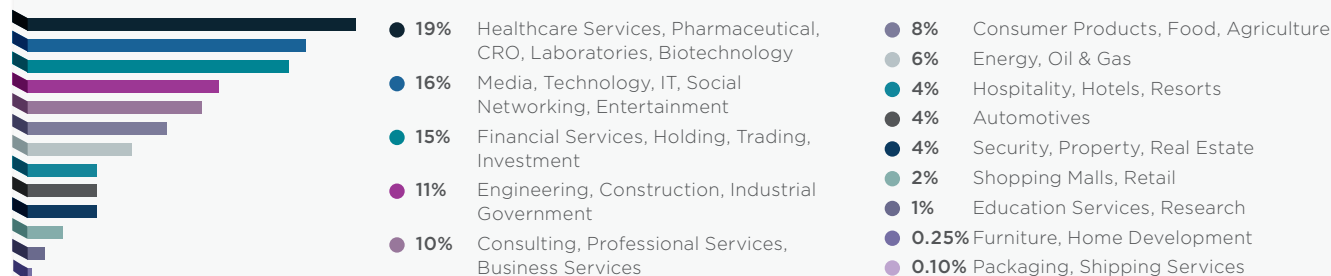 19% Healthcare Services, Pharmaceutical,
CRO, Laboratories, Biotechnology
16% Media, Technology, IT, Social
Networking, Entertainment
15% Financial Services, Holding, Trading,
Investment
11% Engineering, Construction, Industrial
Government
10% Consulting, Professional Services,
Business Services
8% Consumer Products, Food, Agriculture
6% Energy, Oil & Gas
4% Hospitality, Hotels, Resorts
4% Automotives
4% Security, Property, Real Estate
2% Shopping Malls, Retail
1% Education Services, Research
0.25% Furniture, Home Development
0.10% Packaging, Shipping Services